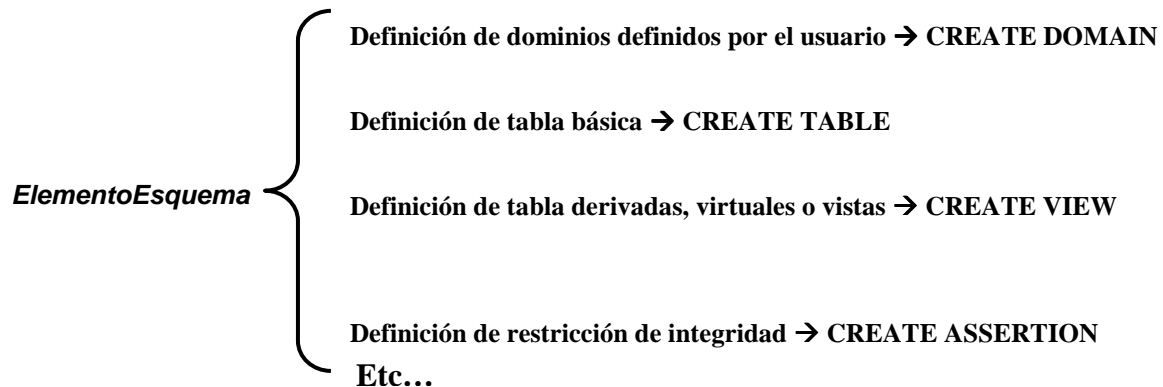 Definición de dominios definidos por el usuario → CREATE DOMAIN
Definición de tabla básica → CREATE TABLE
ElementoEsquema
Definición de tabla derivadas, virtuales o vistas → CREATE VIEW
Definición de restricción de integridad → CREATE ASSERTION
Etc…